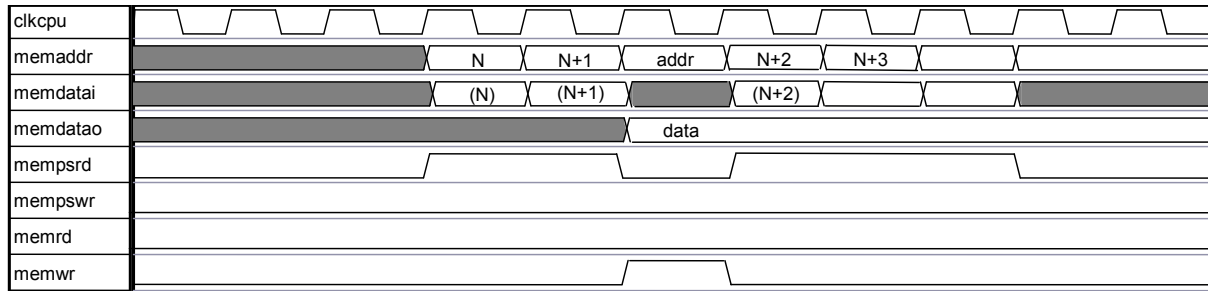 clkcpu
memaddr N N+1 addr N+2 N+3
memdatai (N) (N+1) (N+2)
memdatao data
mempsrd
mempswr
memrd
memwr